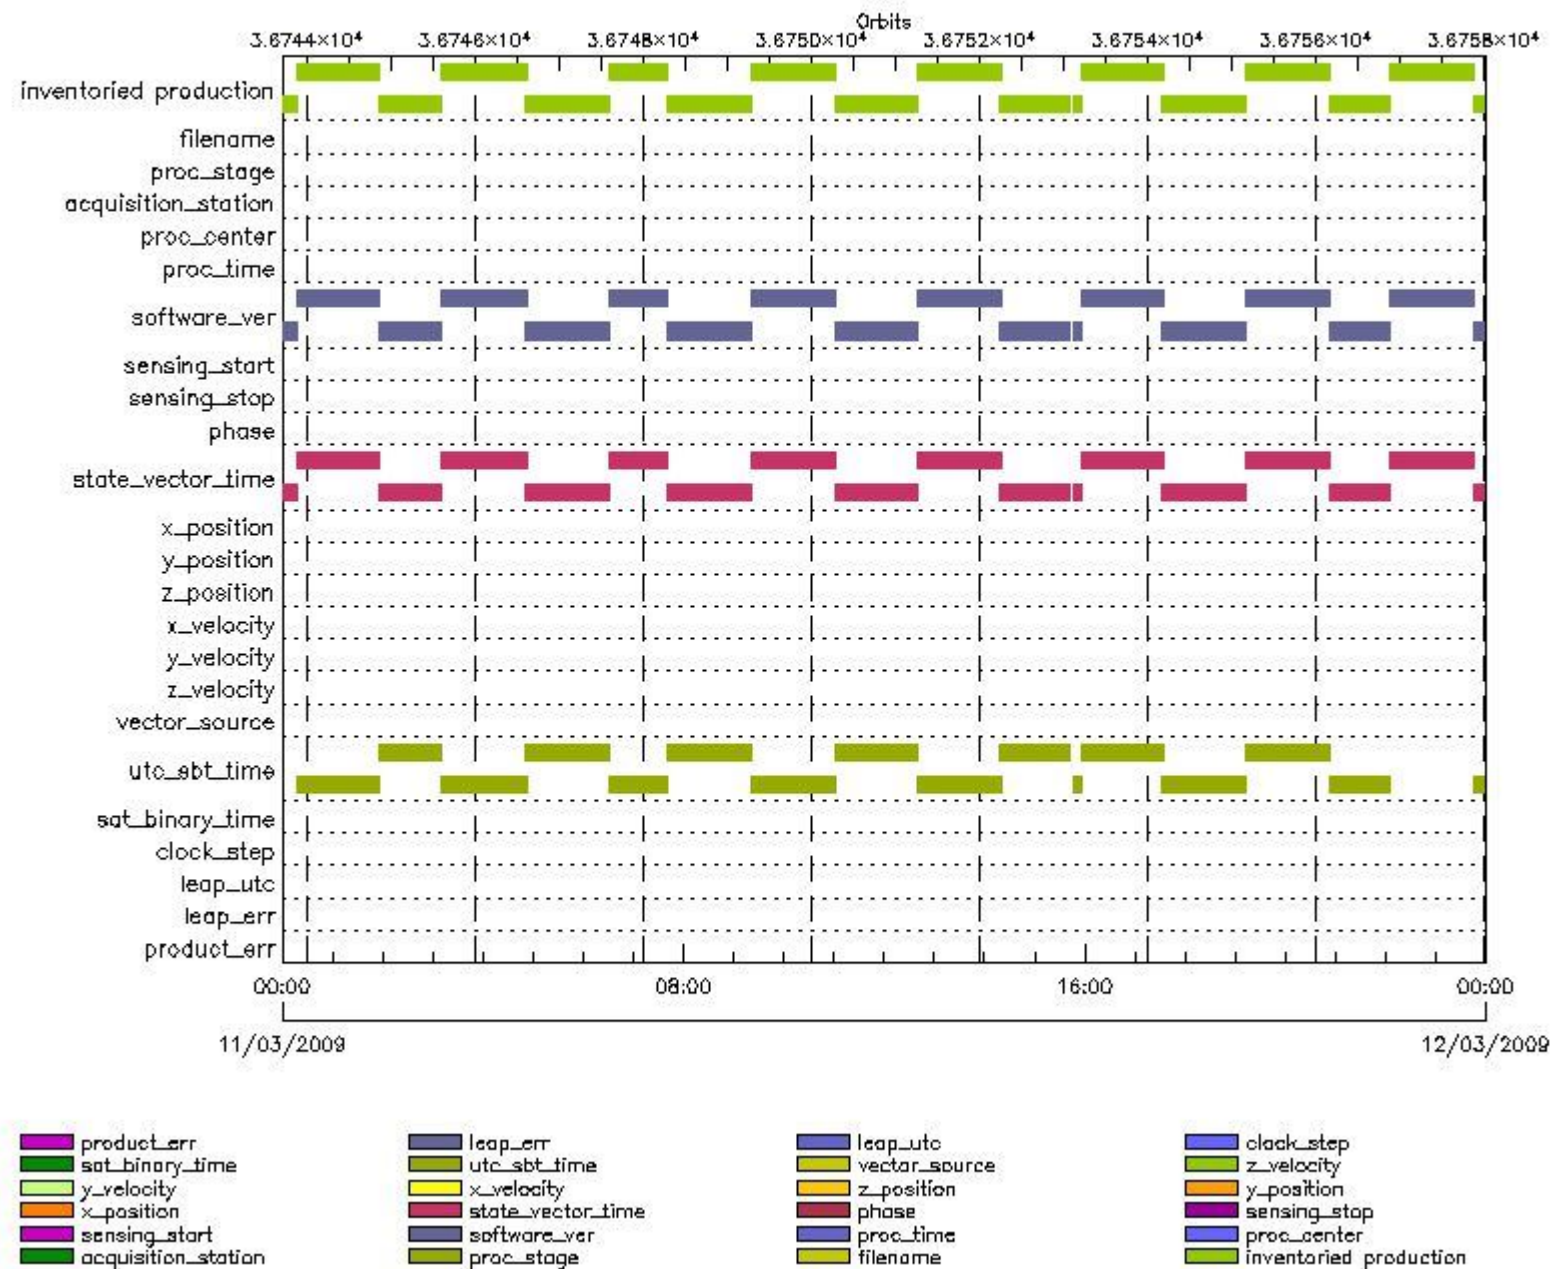 Orbits
3.6744×10⁴ 3.6746×10⁴ 3.6748×10⁴ 3.6750×10⁴ 3.6752×10⁴ 3.6754×10⁴ 3.6756×10⁴ 3.6758×10⁴
inventoried production
filename
proc_stage
acquisition_station
proc_center
proc_time
software_ver
sensing_start
sensing_stop
phase
state_vector_time
x_position
y_position
z_position
x_velocity
y_velocity
z_velocity
vector_source
utc_sbt_time
sat_binary_time
clock_step
leap_utc
leap_err
product_err
00:00 08:00 16:00 00:00
11/03/2009 12/03/2009
product_err leap_err leap_utc clock_step
sat_binary_time utc_sbt_time vector_source z_velocity
y_velocity x_velocity z_position y_position
x_position state_vector_time phase sensing_stop
sensing_start software_ver proc_time proc_center
acquisition_station proc_stage filename inventoried production